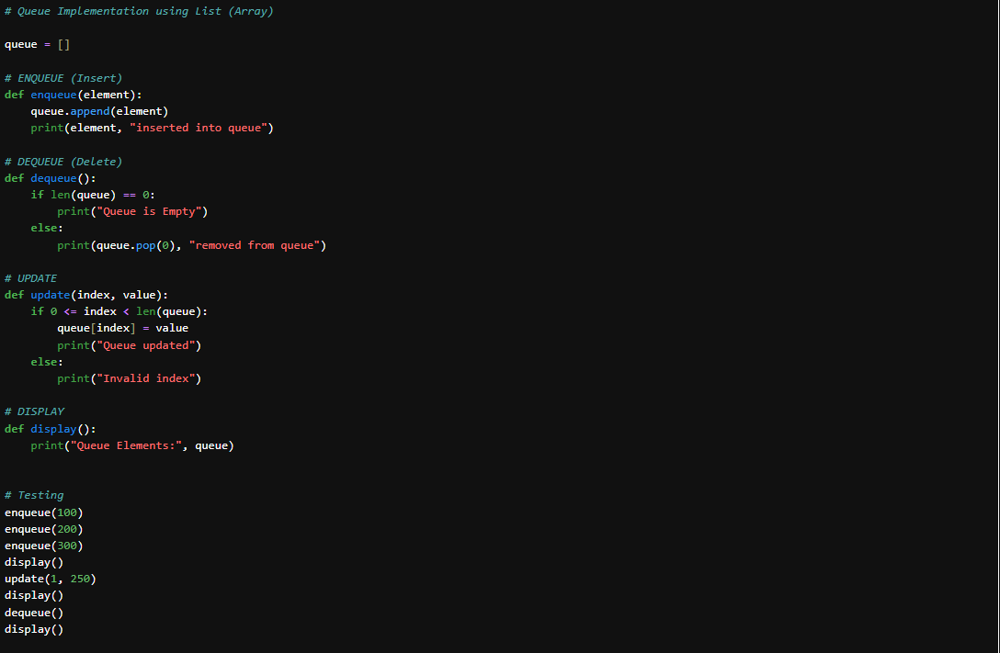 # Queue Implementation using List (Array)
queue = []
# ENQUEUE (Insert)
def enqueue(element):
    queue.append(element)
    print(element, "inserted into queue")
# DEQUEUE (Delete)
def dequeue():
    if len(queue) == 0:
        print("Queue is Empty")
    else:
        print(queue.pop(0), "removed from queue")
# UPDATE
def update(index, value):
    if 0 <= index < len(queue):
        queue[index] = value
        print("Queue updated")
    else:
        print("Invalid index")
# DISPLAY
def display():
    print("Queue Elements:", queue)
# Testing
enqueue(100)
enqueue(200)
enqueue(300)
display()
update(1, 250)
display()
dequeue()
display()